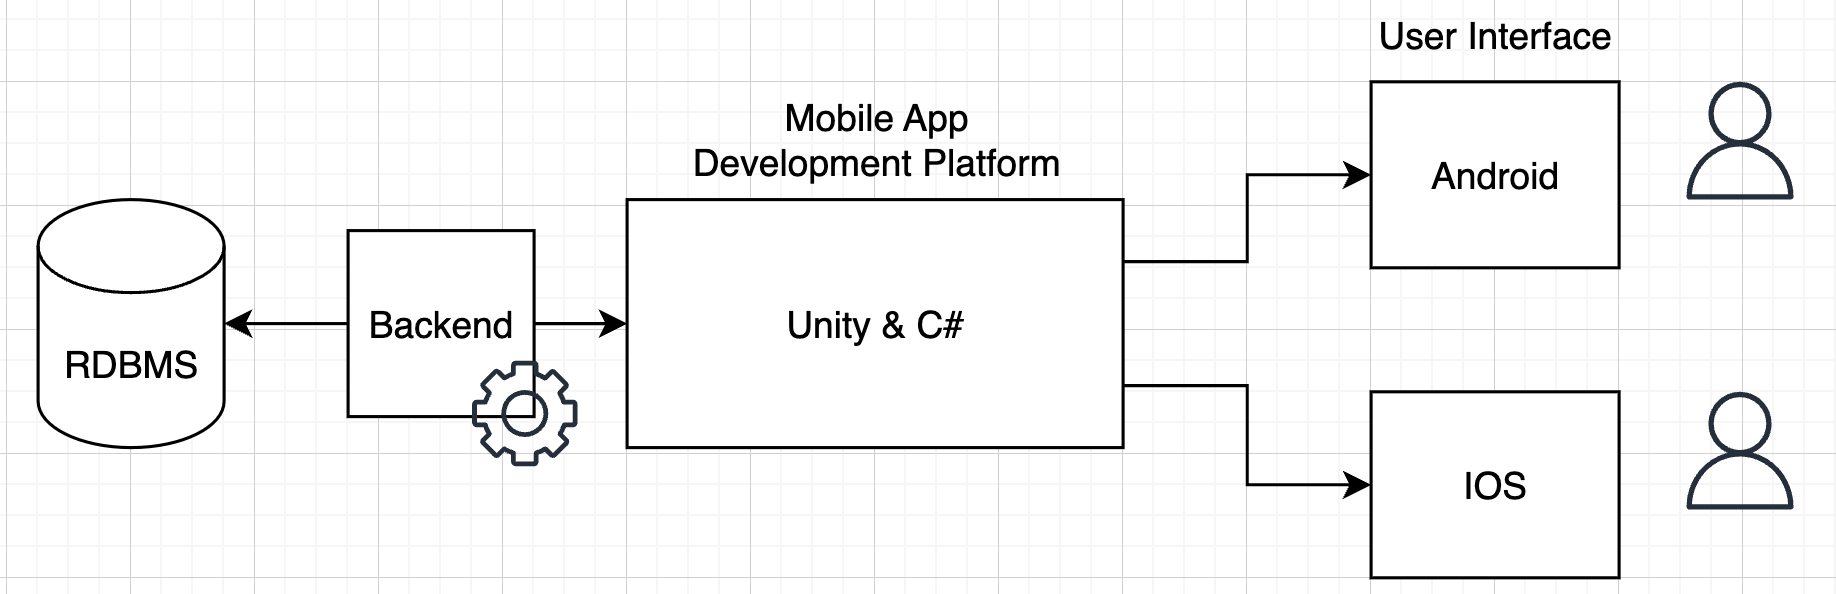 User Interface
Mobile App
Development Platform
Android
RDBMS
Backend
Unity & C#
IOS